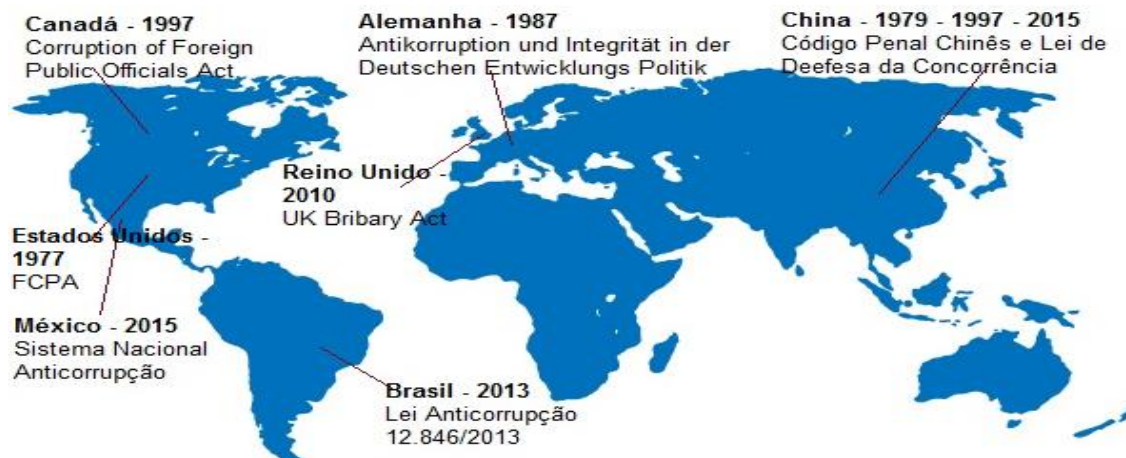 Canadá - 1997
Corruption of Foreign
Public Officials Act
Alemanha - 1987
Antikorruption und Integrität in der
Deutschen Entwicklungs Politik
China - 1979 - 1997 - 2015
Código Penal Chinês e Lei de
Deefesa da Concorrência
Reino Unido -
2010
UK Bribary Act
Estados Unidos -
1977
FCPA
México - 2015
Sistema Nacional
Anticorrupção
Brasil - 2013
Lei Anticorrupção
12.846/2013